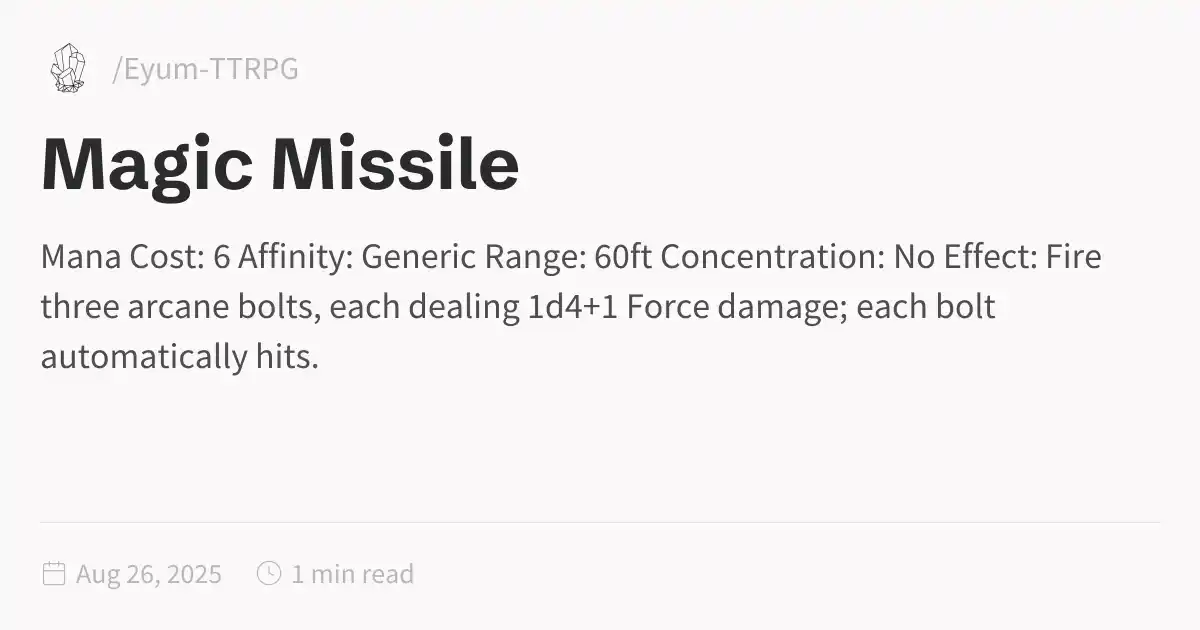 /Eyum-TTRPG
Magic Missile
Mana Cost: 6 Affinity: Generic Range: 60ft Concentration: No Effect: Fire
three arcane bolts, each dealing 1d4+1 Force damage; each bolt
automatically hits.
Aug 26, 2025 1 min read